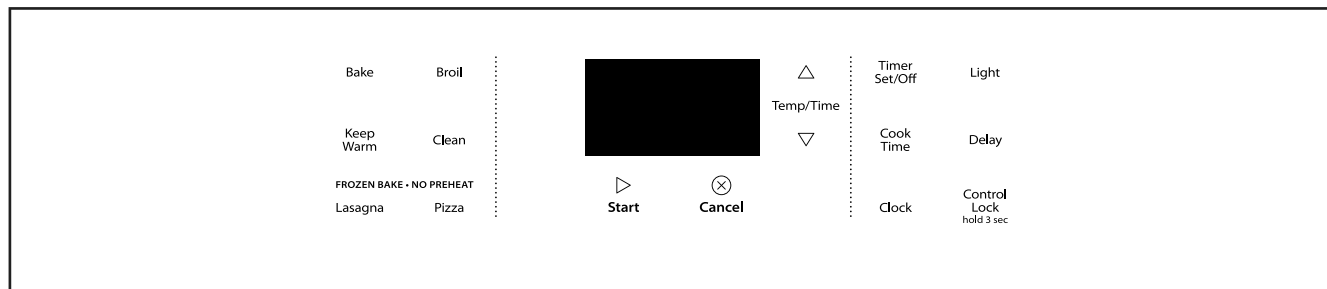 Bake
Broil
Keep
Warm
Clean
FROZEN BAKE • NO PREHEAT
Lasagna
Pizza
Temp/Time
Start
Cancel
Timer
Set/Off
Light
Cook
Time
Delay
Clock
Control
Lock
hold 3 sec